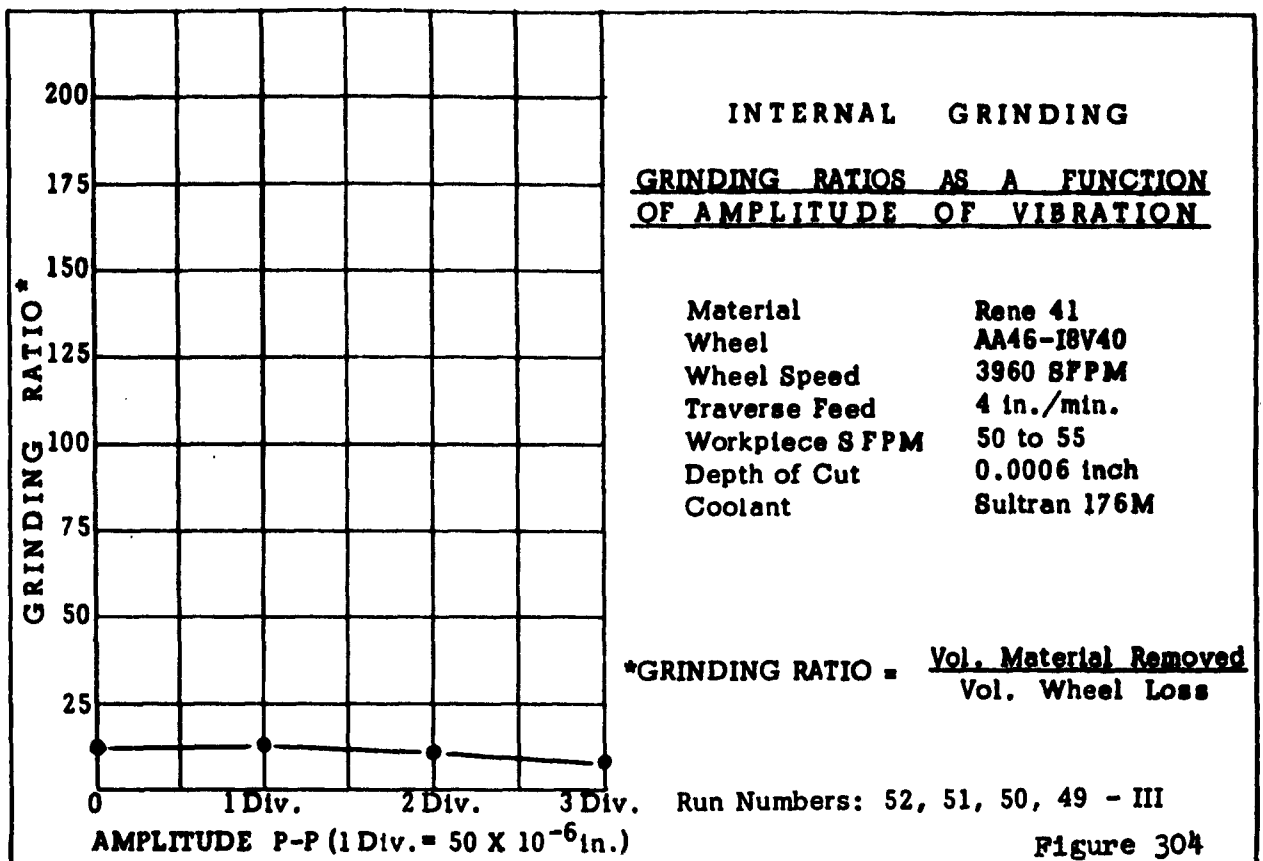 INTERNAL GRINDING
GRINDING RATIOS AS A FUNCTION
OF AMPLITUDE OF VIBRATION
Material Rene 41
Wheel AA46-I8V40
Wheel Speed 3960 SFPM
Traverse Feed 4 in./min.
Workpiece SFPM 50 to 55
Depth of Cut 0.0006 inch
Coolant Sultran 176M
*GRINDING RATIO = Vol. Material Removed
Vol. Wheel Loss
GRINDING RATIO*
200
175
150
125
100
75
50
25
0 1 Div. 2 Div. 3 Div.
AMPLITUDE P-P (1 Div. = 50 X 10⁻⁶in.)
Run Numbers: 52, 51, 50, 49 - III
Figure 304